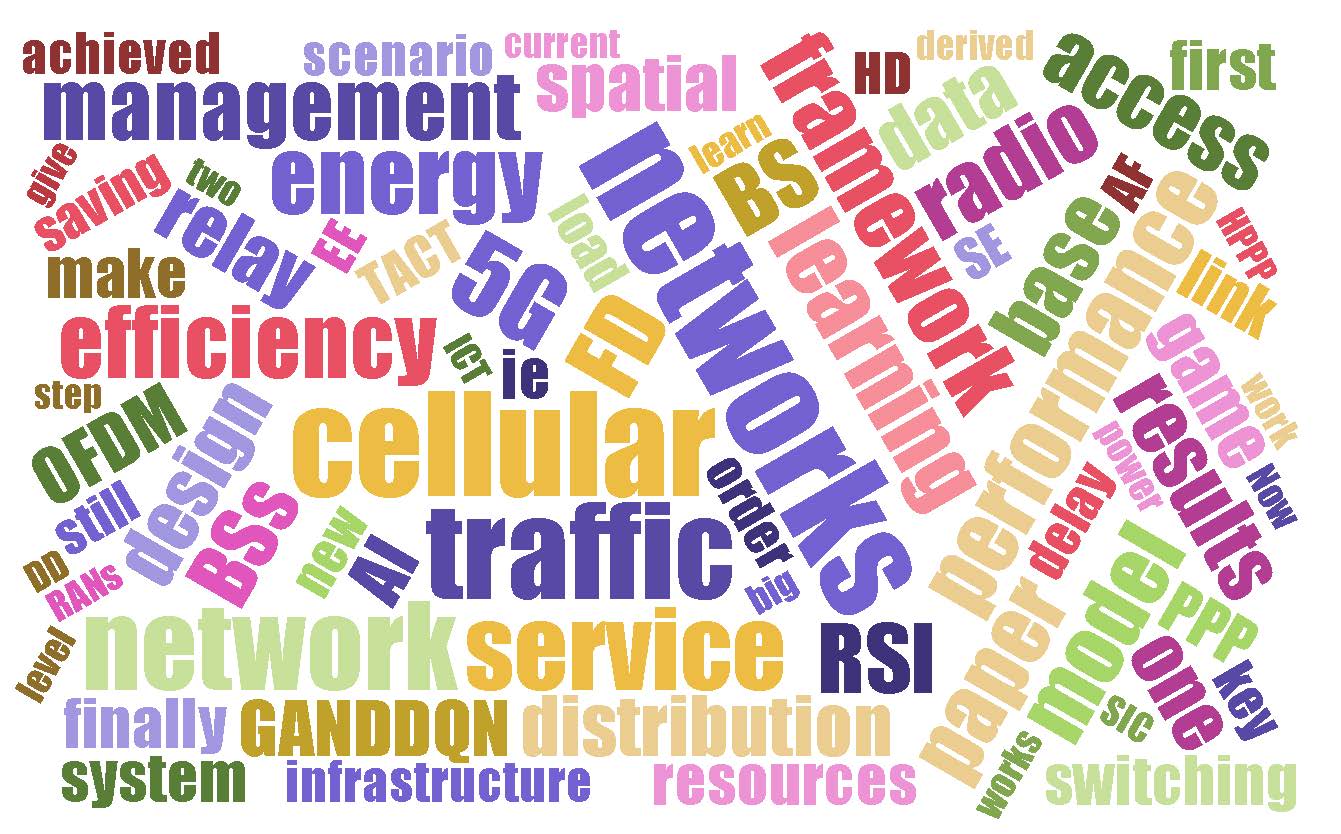 achieved
scenario
current
spatial
management
energy
give
saving
two
relay
EE
TACT
5G
load
make
efficiency
ICT
ie
FD
step
OFDM
still
design
BSs
DD
RANs
new
AI
cellular
traffic
order
big
networks
learn
BS
framework
HD
derived
data
radio
SE
learning
access
first
AF
base
performance
HPPP
link
game
work
results
power
Now
delay
model
PPP
paper
one
key
SIC
works
switching
level
network
service
RSI
finally
GANDDQN
distribution
system
infrastructure
resources